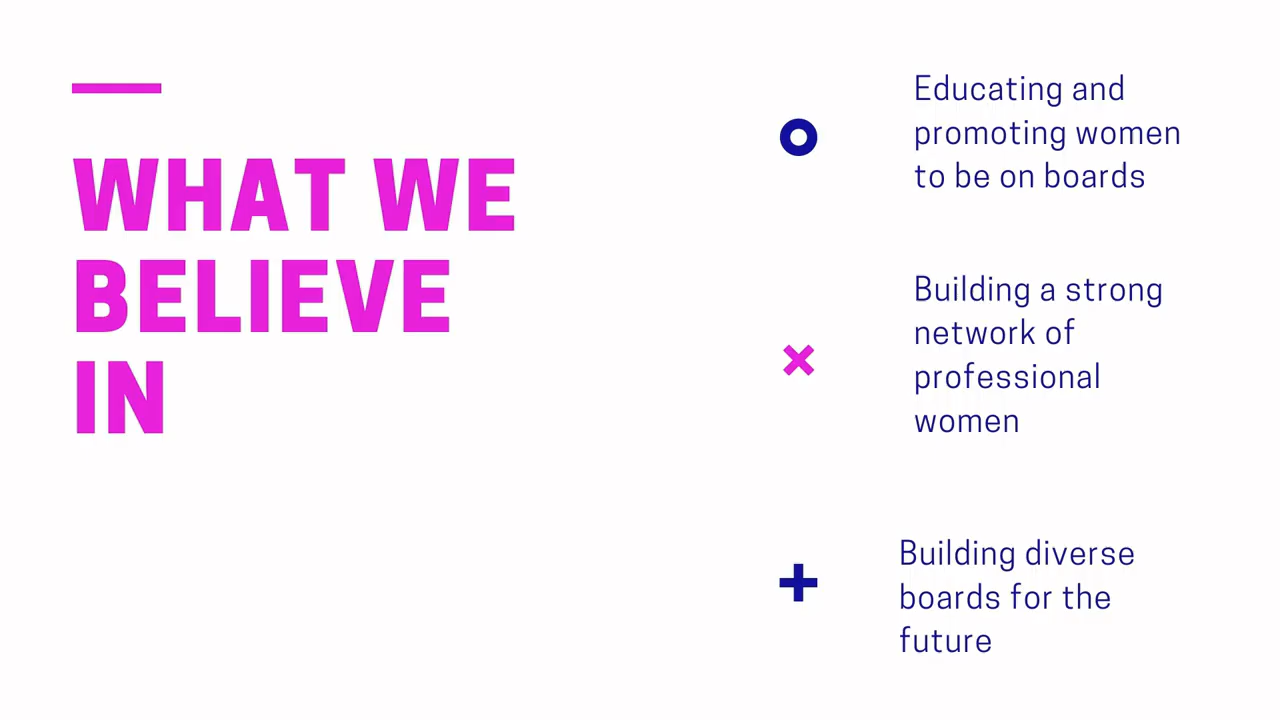 WHAT WE
BELIEVE
IN
Educating and
promoting women
to be on boards
Building a strong
network of
professional
women
Building diverse
boards for the
future